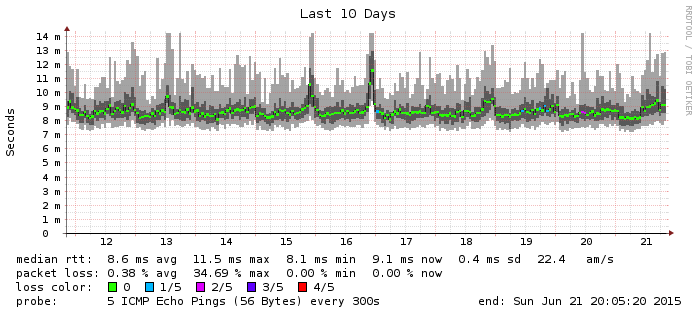 Last 10 Days
RRDTOOL / TOBI OETIKER
Seconds
14 m
13 m
12 m
11 m
10 m
9 m
8 m
7 m
6 m
5 m
4 m
3 m
2 m
1 m
0
12 13 14 15 16 17 18 19 20 21
median rtt: 8.6 ms avg 11.5 ms max 8.1 ms min 9.1 ms now 0.4 ms sd 22.4 am/s
packet loss: 0.38 % avg 34.69 % max 0.00 % min 0.00 % now
loss color: 0 1/5 2/5 3/5 4/5
probe: 5 ICMP Echo Pings (56 Bytes) every 300s end: Sun Jun 21 20:05:20 2015